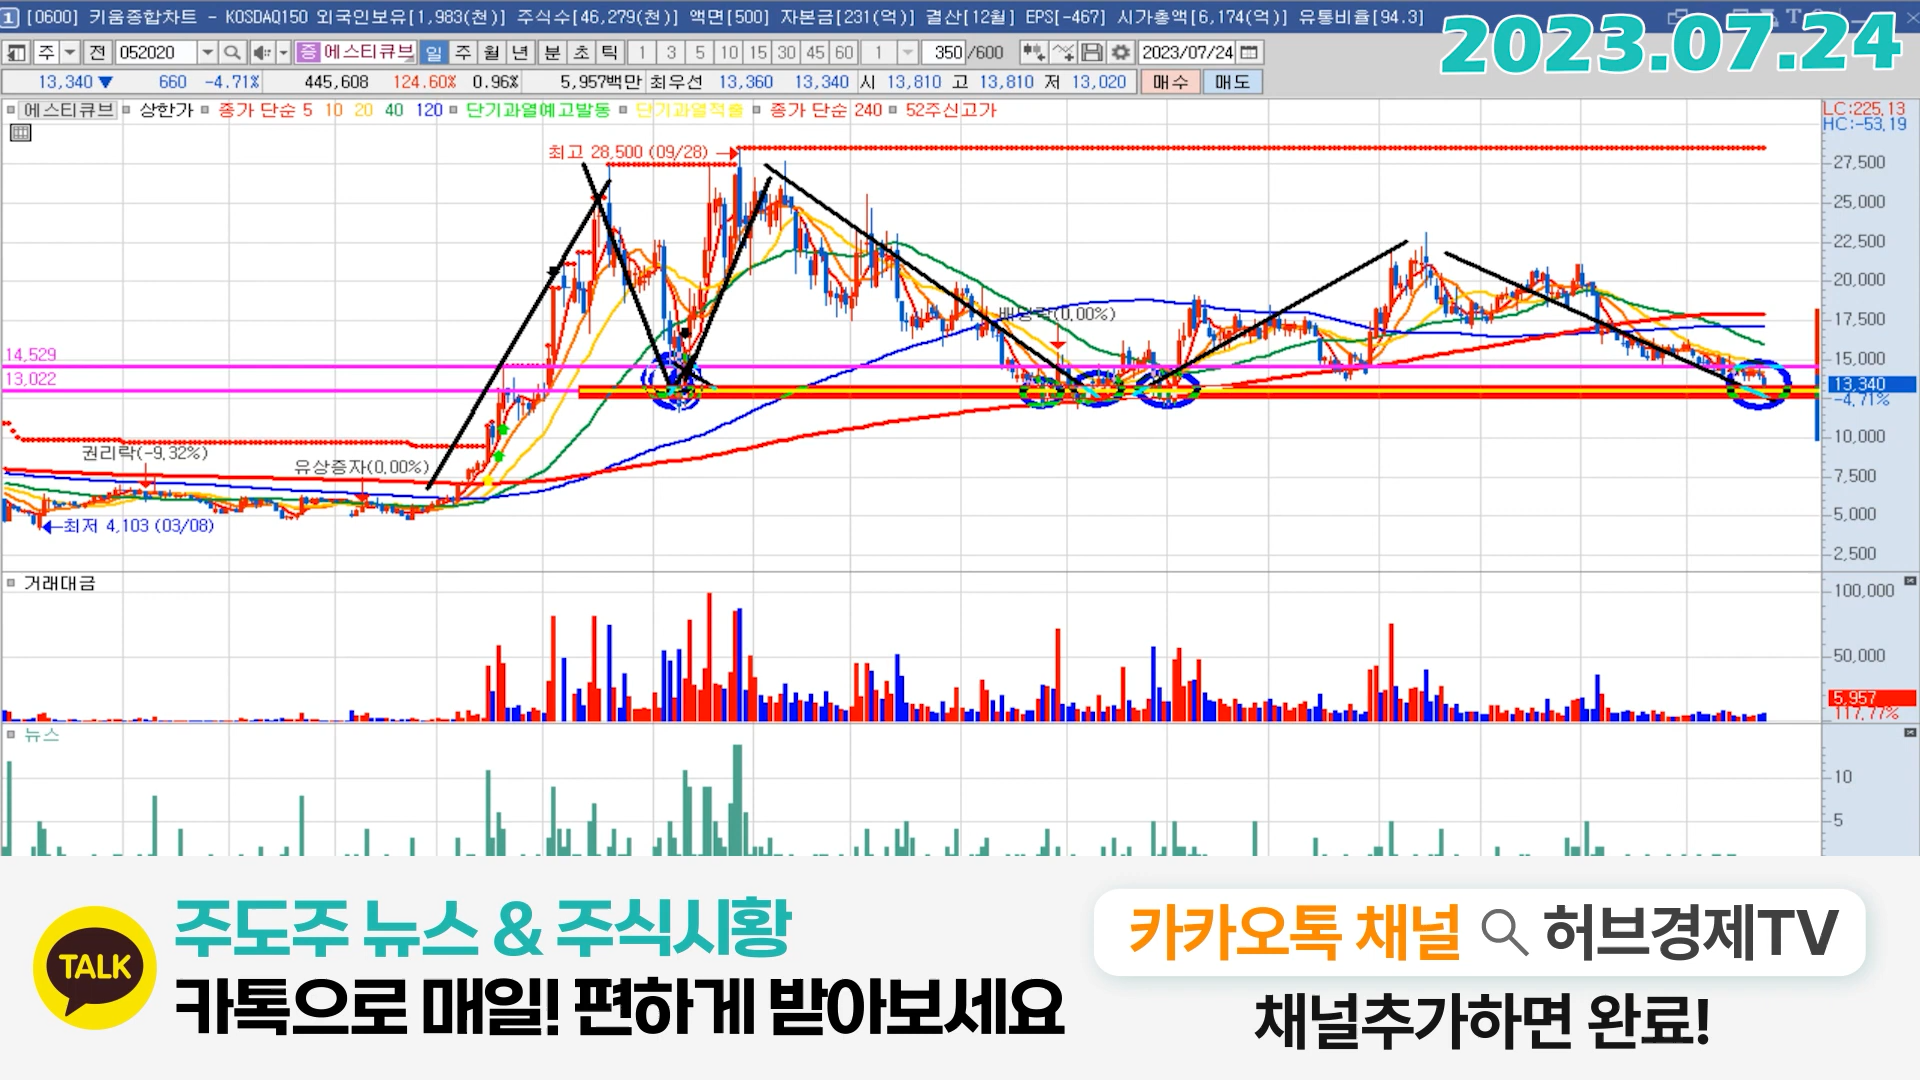 1 [0600] 키움종합차트 - KOSDAQ150 외국인보유[1,983(천)] 주식수[46,279(천)] 액면[500] 자본금[231(억)] 결산[12월] EPS[-467] 시가총액[6,174(억)] 유통비율[94.3]
2023.07.24
주 전 052020 증 에스티큐브 일 주 월 년 분 초 틱 1 3 5 10 15 30 45 60 1 350 /600 2023/07/24
13,340 ▼ 660 -4.71% 445,608 124.60% 0.96% 5,957백만 최우선 13,360 13,340 시 13,810 고 13,810 저 13,020 매수 매도
에스티큐브 상한가 종가 단순 5 10 20 40 120 단기과열예고발동 단기과열적출 종가 단순 240 52주신고가
LC:225.13
HC:-53.19
최고 28,500 (09/28)
27,500
25,000
22,500
20,000
배당락(0.00%)
17,500
14,529
15,000
13,022
13,340
-4.71%
10,000
권리락(-9.32%)
유상증자(0.00%)
7,500
최저 4,103 (03/08)
5,000
2,500
거래대금
100,000
50,000
5,957
117.77%
뉴스
10
5
TALK
주도주 뉴스 & 주식시황
카톡으로 매일! 편하게 받아보세요
카카오톡 채널 허브경제TV
채널추가하면 완료!